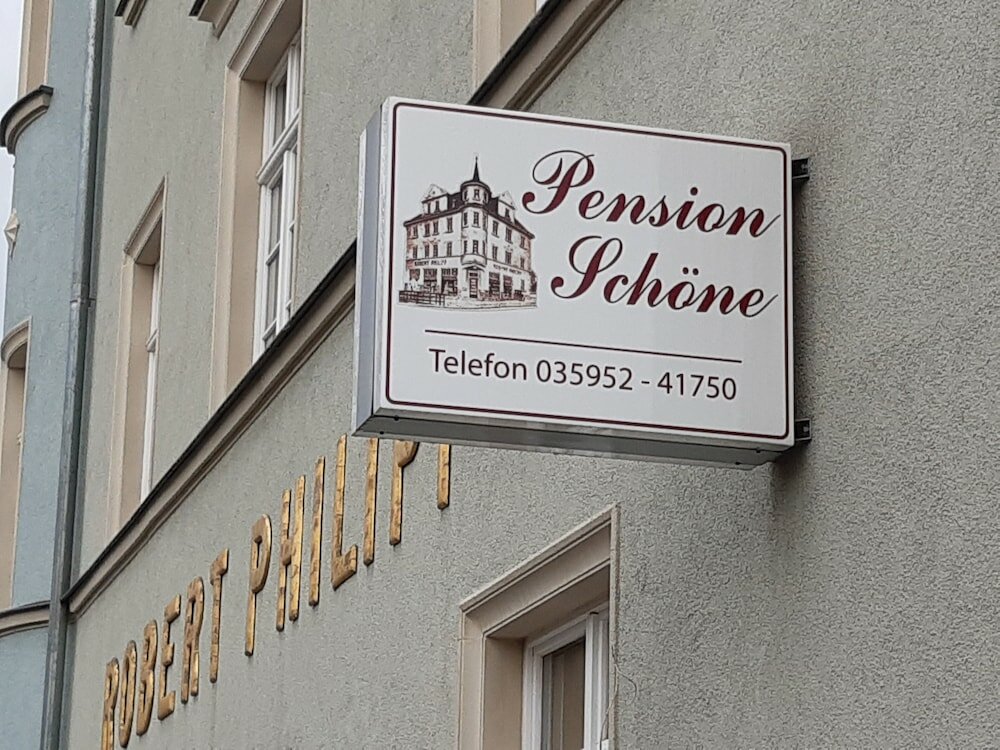 Pension
Schöne
Telefon 035952 - 41750
ROBERT PHILIPP